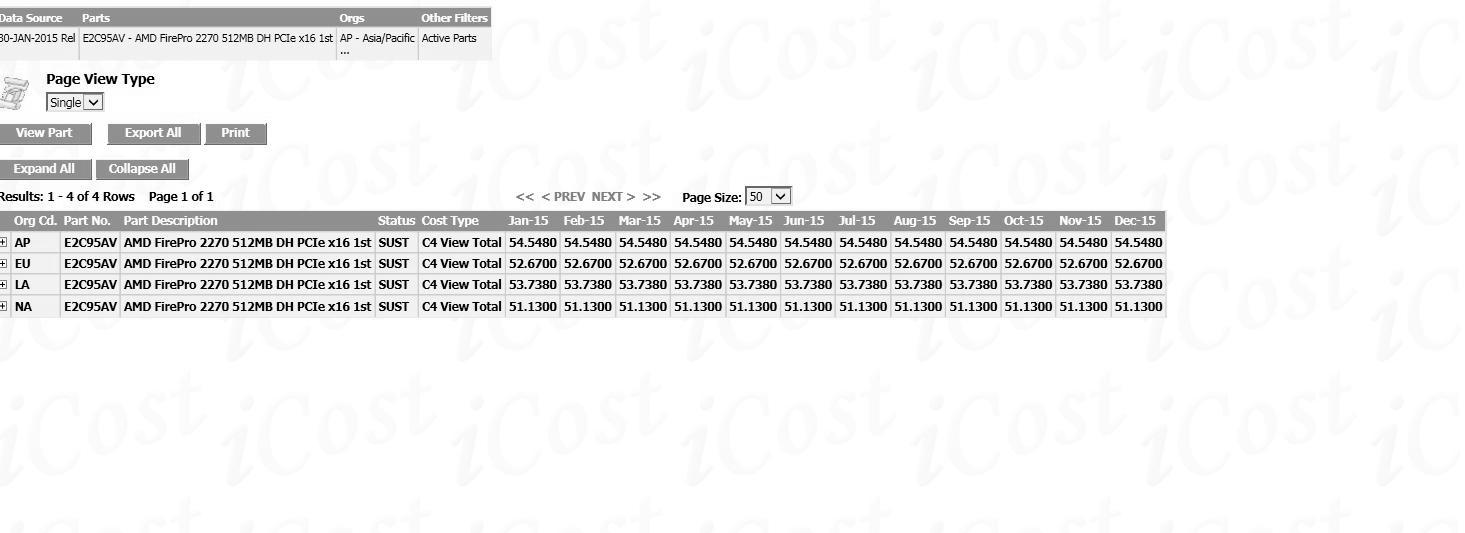 Data Source Parts Orgs Other Filters
30-JAN-2015 Rel E2C95AV - AMD FirePro 2270 512MB DH PCIe x16 1st AP - Asia/Pacific Active Parts
...
Page View Type
Single
View Part Export All Print
Expand All Collapse All
Results: 1 - 4 of 4 Rows Page 1 of 1 << < PREV NEXT > >> Page Size: 50
Org Cd. Part No. Part Description Status Cost Type Jan-15 Feb-15 Mar-15 Apr-15 May-15 Jun-15 Jul-15 Aug-15 Sep-15 Oct-15 Nov-15 Dec-15
AP E2C95AV AMD FirePro 2270 512MB DH PCIe x16 1st SUST C4 View Total 54.5480 54.5480 54.5480 54.5480 54.5480 54.5480 54.5480 54.5480 54.5480 54.5480 54.5480 54.5480
EU E2C95AV AMD FirePro 2270 512MB DH PCIe x16 1st SUST C4 View Total 52.6700 52.6700 52.6700 52.6700 52.6700 52.6700 52.6700 52.6700 52.6700 52.6700 52.6700 52.6700
LA E2C95AV AMD FirePro 2270 512MB DH PCIe x16 1st SUST C4 View Total 53.7380 53.7380 53.7380 53.7380 53.7380 53.7380 53.7380 53.7380 53.7380 53.7380 53.7380 53.7380
NA E2C95AV AMD FirePro 2270 512MB DH PCIe x16 1st SUST C4 View Total 51.1300 51.1300 51.1300 51.1300 51.1300 51.1300 51.1300 51.1300 51.1300 51.1300 51.1300 51.1300
iCost